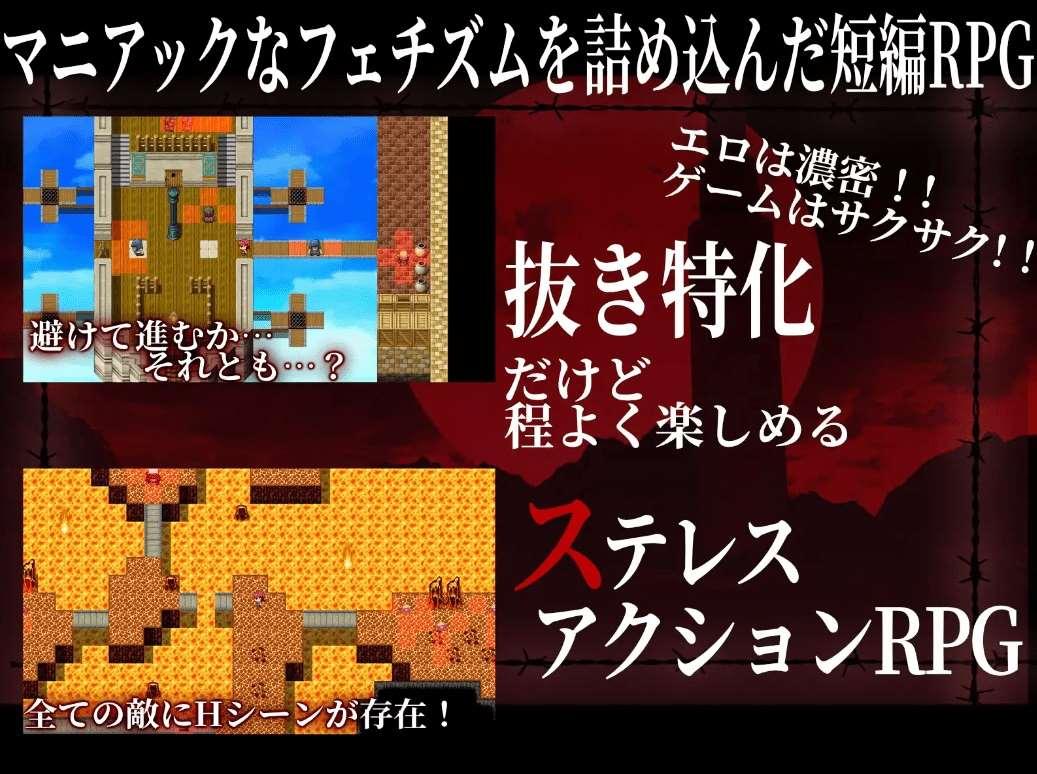 マニアックなフェチズムを詰め込んだ短編RPG
エロは濃密!!
ゲームはサクサク!!
抜き特化
だけど
程よく楽しめる
避けて進むか…
それとも…?
ステレス
アクションRPG
全ての敵にHシーンが存在!